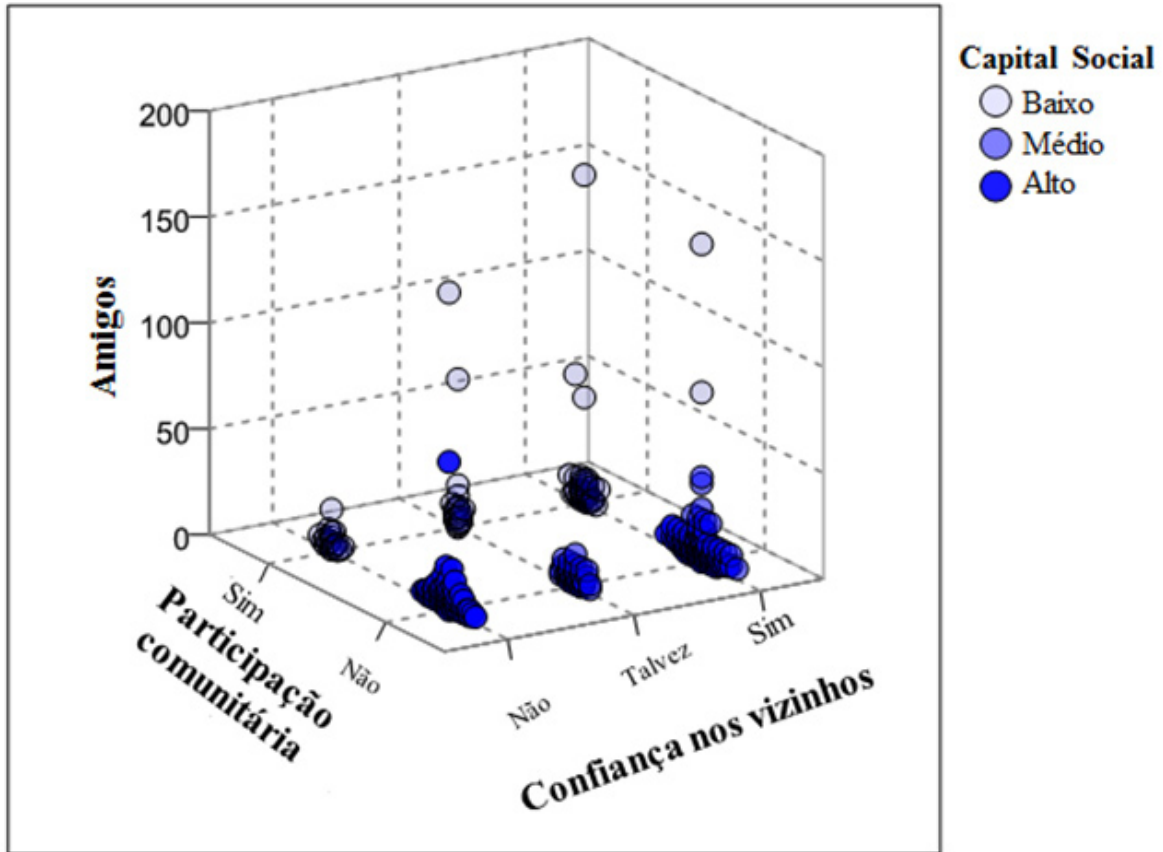 Capital Social
Baixo
Médio
Alto
Amigos
200
150
100
50
0
Sim
Não
Participação
comunitária
Não
Talvez
Sim
Confiança nos vizinhos